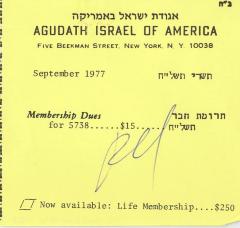 ב"ה
אגודת ישראל באמריקה
AGUDATH ISRAEL OF AMERICA
FIVE BEEKMAN STREET, NEW YORK, N. Y. 10038
September 1977 תשרי תשל"ח
Membership Dues תרומת חבר
for 5738......$15...... תשל"ח
Now available: Life Membership....$250